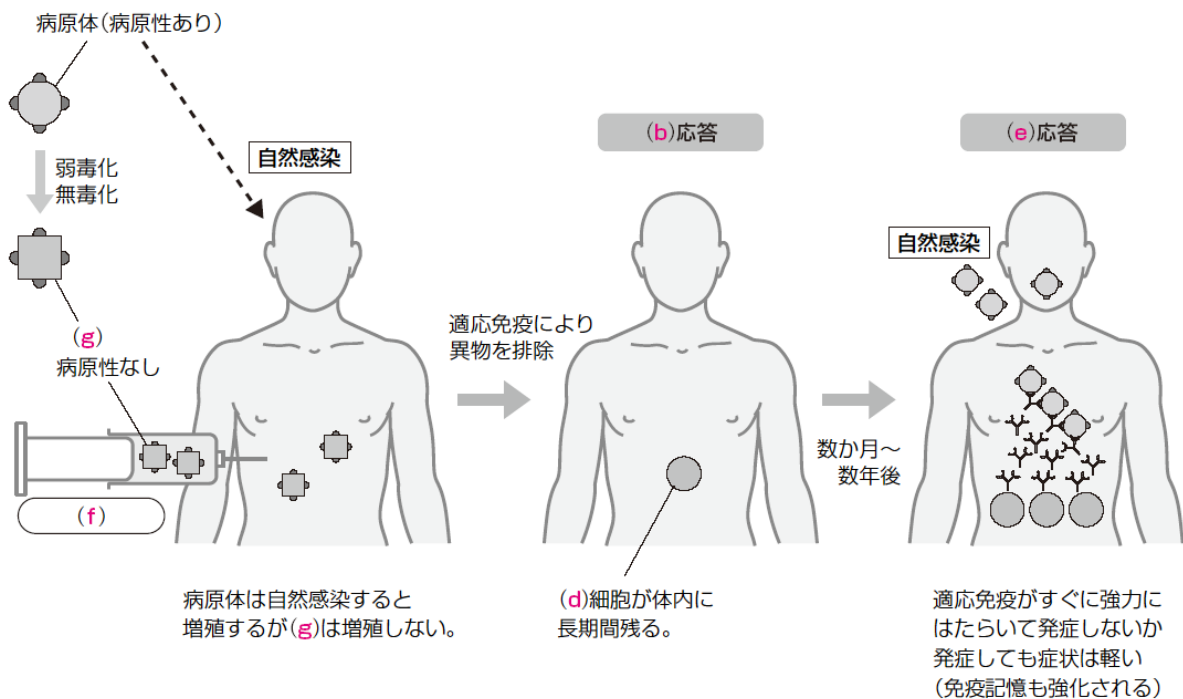 病原体(病原性あり)
弱毒化
無毒化
自然感染
(b)応答
(e)応答
自然感染
(g)
病原性なし
適応免疫により
異物を排除
数か月〜
数年後
(f)
病原体は自然感染すると
増殖するが(g)は増殖しない。
(d)細胞が体内に
長期間残る。
適応免疫がすぐに強力に
はたらいて発症しないか
発症しても症状は軽い
(免疫記憶も強化される)